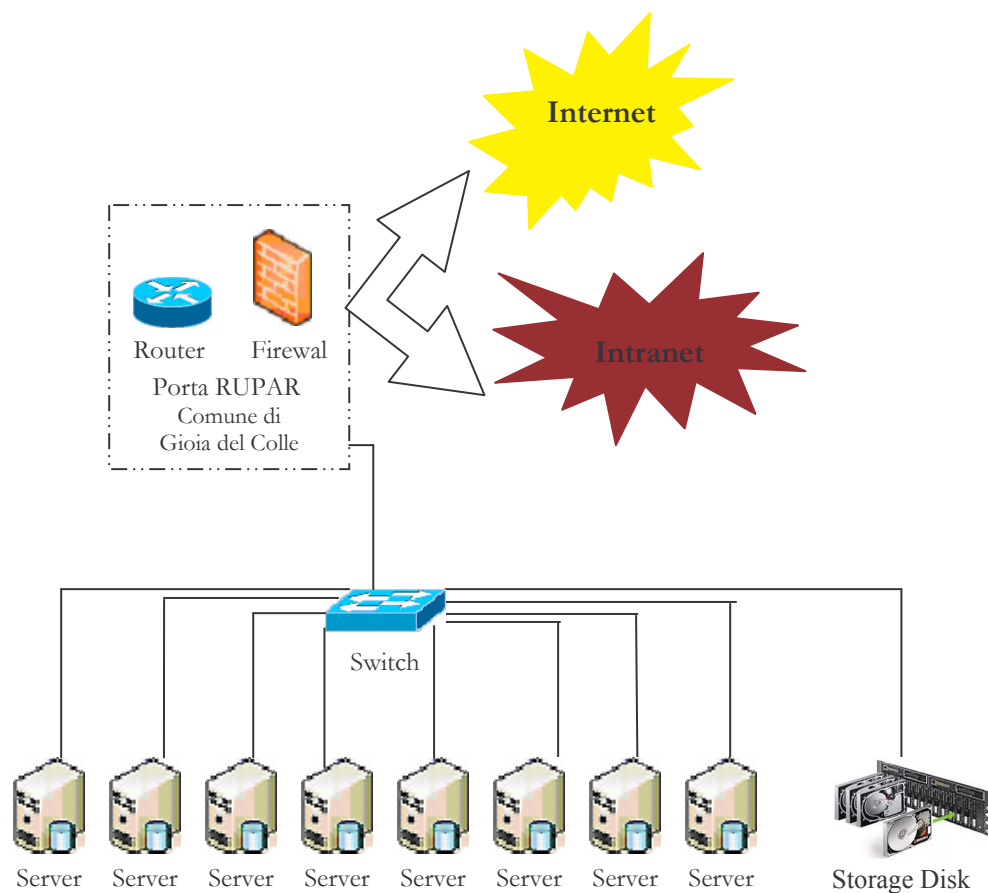 Internet
Intranet
Router Firewal
Porta RUPAR
Comune di
Gioia del Colle
Switch
Server Server Server Server Server Server Server Server Storage Disk